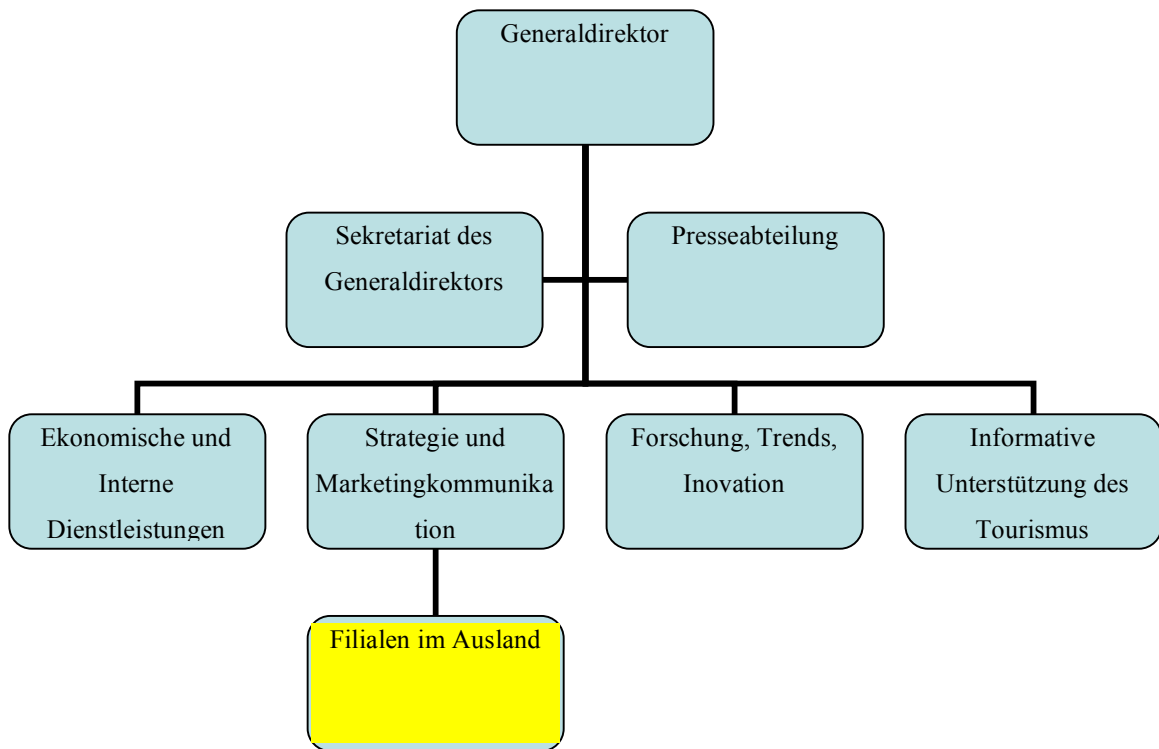 Generaldirektor
Sekretariat des
Generaldirektors
Presseabteilung
Ekonomische und
Interne
Dienstleistungen
Strategie und
Marketingkommunika
tion
Forschung, Trends,
Inovation
Informative
Unterstützung des
Tourismus
Filialen im Ausland